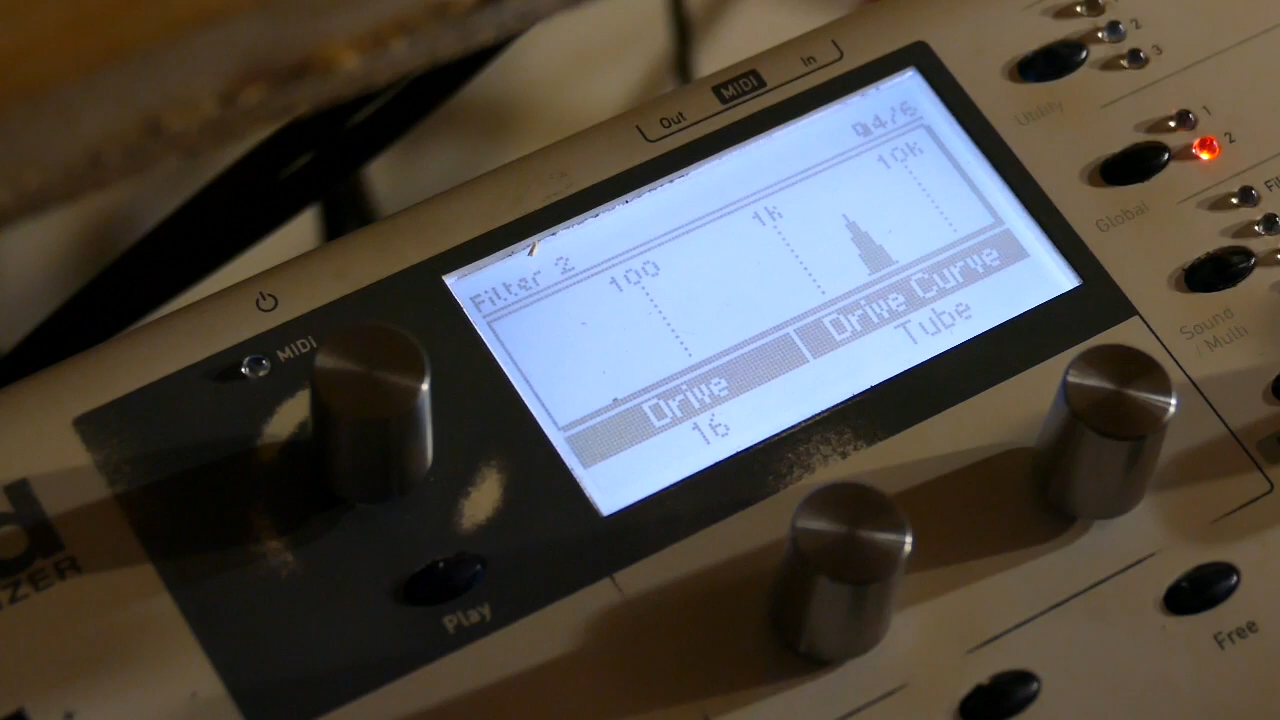 Out MIDI In
MIDI
Filter 2
4/6
100
1k
10k
Drive
Drive Curve
16
Tube
Play
2
3
Utility
1
2
Global
Sound
/ Multi
Free